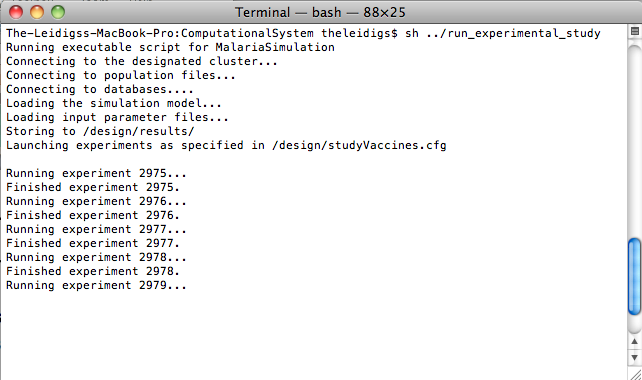 Terminal — bash — 88×25
The-Leidigss-MacBook-Pro:ComputationalSystem theleidigs$ sh ../run_experimental_study
Running executable script for MalariaSimulation
Connecting to the designated cluster...
Connecting to population files...
Connecting to databases....
Loading the simulation model...
Loading input parameter files...
Storing to /design/results/
Launching experiments as specified in /design/studyVaccines.cfg
Running experiment 2975...
Finished experiment 2975.
Running experiment 2976...
Finished experiment 2976.
Running experiment 2977...
Finished experiment 2977.
Running experiment 2978...
Finished experiment 2978.
Running experiment 2979...